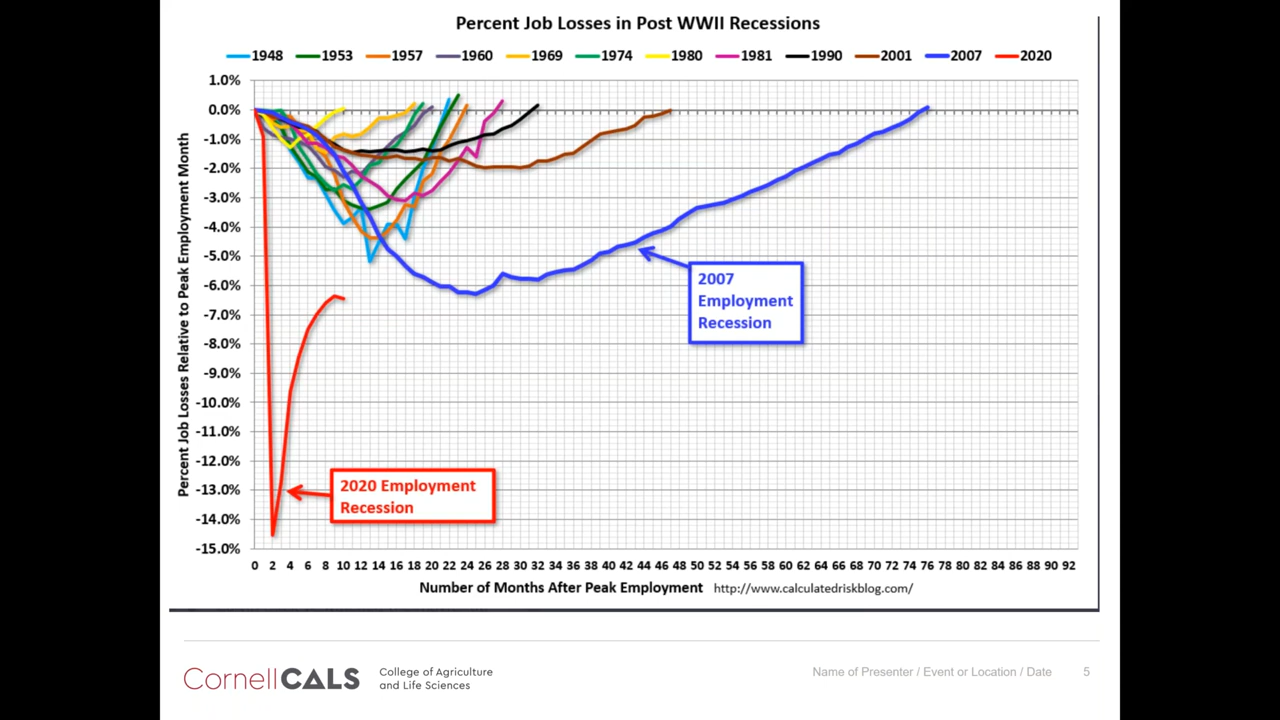 Percent Job Losses in Post WWII Recessions
1948 1953 1957 1960 1969 1974 1980 1981 1990 2001 2007 2020
Percent Job Losses Relative to Peak Employment Month
1.0%
0.0%
-1.0%
-2.0%
-3.0%
-4.0%
-5.0%
-6.0%
-7.0%
-8.0%
-9.0%
-10.0%
-11.0%
-12.0%
-13.0%
-14.0%
-15.0%
2007
Employment
Recession
2020 Employment
Recession
0 2 4 6 8 10 12 14 16 18 20 22 24 26 28 30 32 34 36 38 40 42 44 46 48 50 52 54 56 58 60 62 64 66 68 70 72 74 76 78 80 82 84 86 88 90 92
Number of Months After Peak Employment http://www.calculatedriskblog.com/
CornellCALS
College of Agriculture
and Life Sciences
Name of Presenter / Event or Location / Date 5